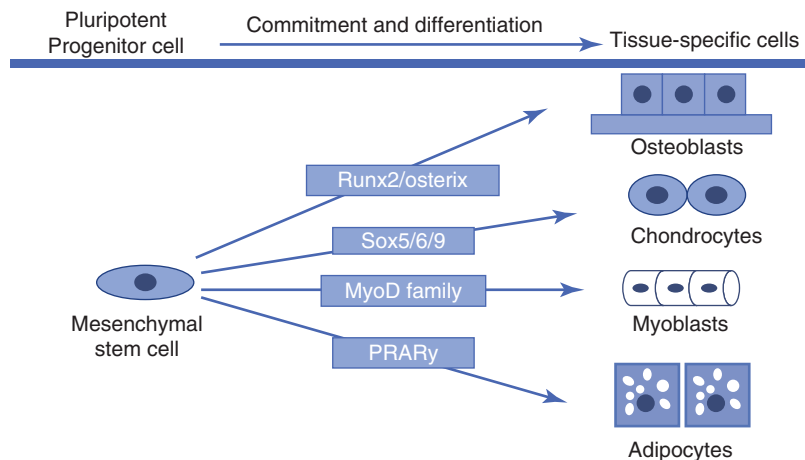 Pluripotent
Progenitor cell
Commitment and differentiation
Tissue-specific cells
Osteoblasts
Runx2/osterix
Sox5/6/9
Chondrocytes
MyoD family
Mesenchymal
stem cell
Myoblasts
PRARy
Adipocytes